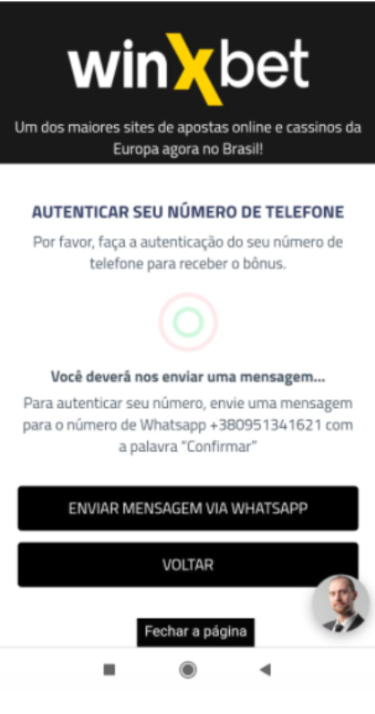 winxbet
Um dos maiores sites de apostas online e cassinos da
Europa agora no Brasil!
AUTENTICAR SEU NÚMERO DE TELEFONE
Por favor, faça a autenticação do seu número de
telefone para receber o bônus.
Você deverá nos enviar uma mensagem...
Para autenticar seu número, envie uma mensagem
para o número de Whatsapp +380951341621 com
a palavra “Confirmar”
ENVIAR MENSAGEM VIA WHATSAPP
VOLTAR
Fechar a página